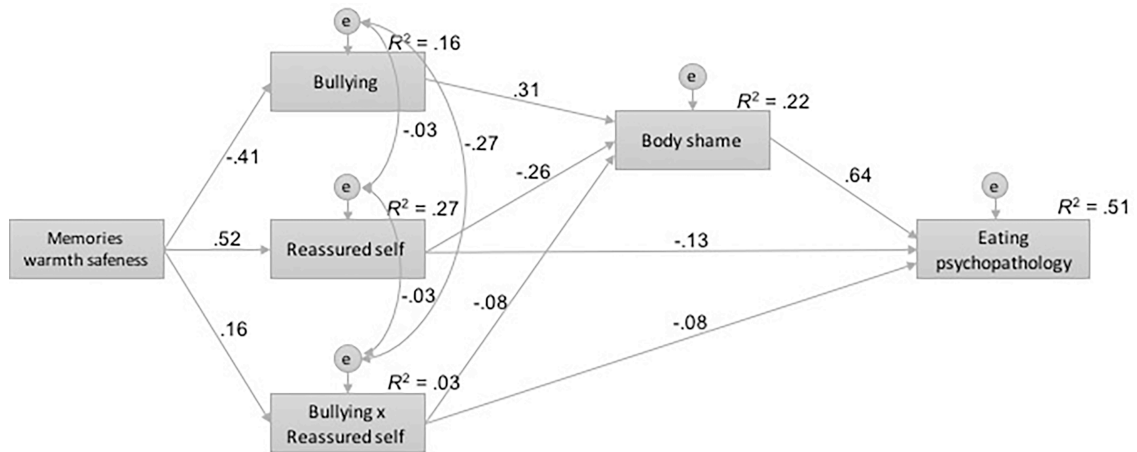 e
R² = .16
Bullying
.31
e
R² = .22
Body shame
-.03
-.27
-.41
-.26
.64
e
R² = .27
Reassured self
.52
-.13
Memories
warmth safeness
e
R² = .51
Eating
psychopathology
-.03
-.08
-.08
.16
e
R² = .03
Bullying x
Reassured self